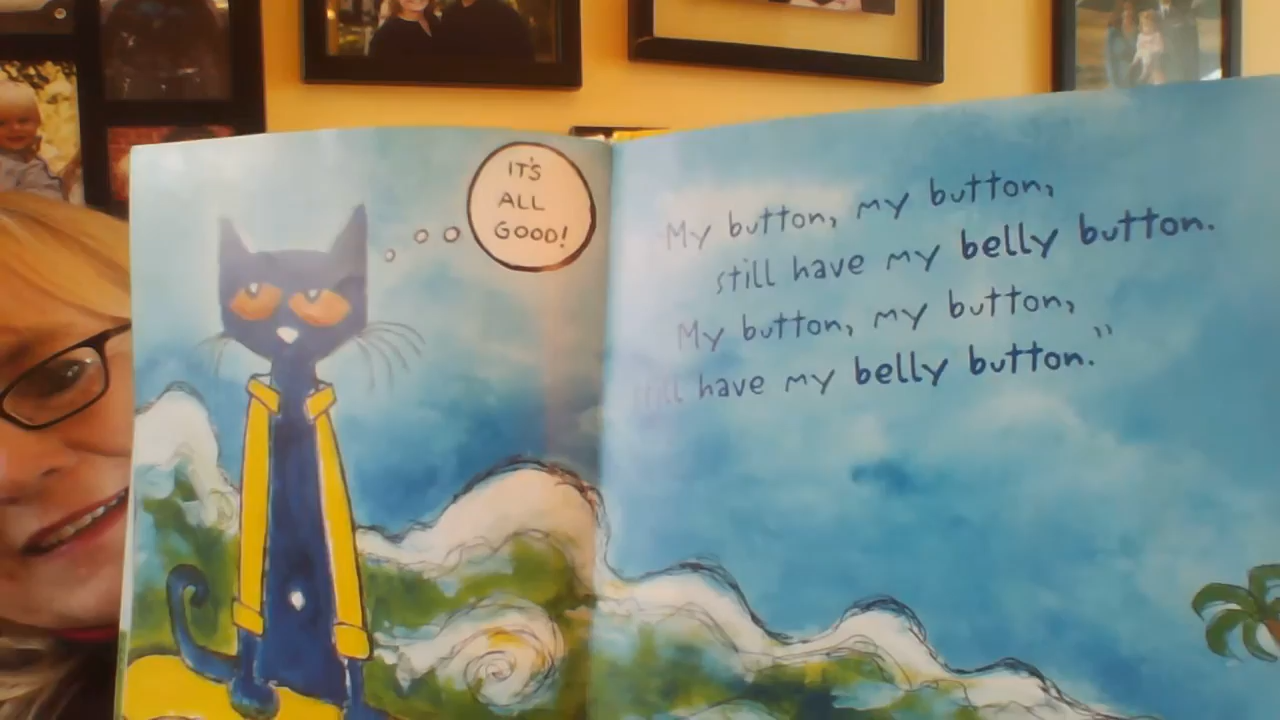 IT'S
ALL
GOOD!
My button, my button,
still have my belly button.
My button, my button,
still have my belly button."